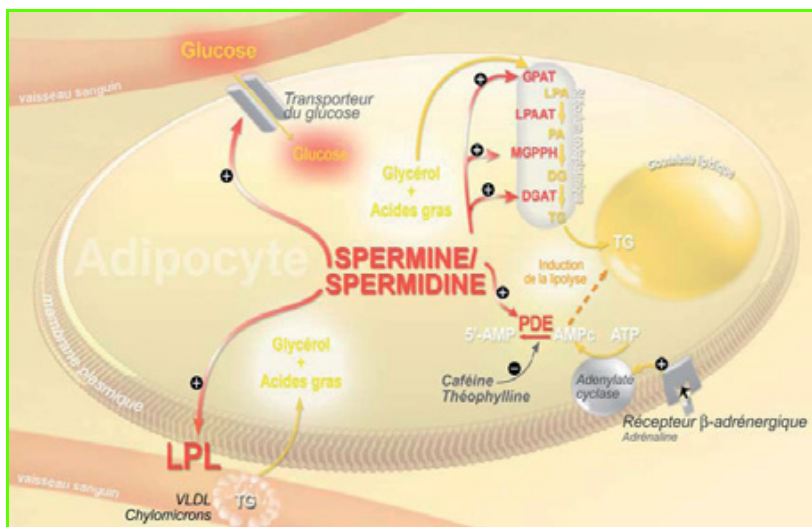 Glucose
vaisseau sanguin
Transporteur
du glucose
Glucose
+
Glycérol
+
Acides gras
+
+
+
GPAT
LPA
LPAAT
PA
MGPPH
DG
DGAT
TG
Gouttelette lipidique
TG
Adipocyte
SPERMINE/
SPERMIDINE
Induction
de la lipolyse
+
PDE
5'-AMP
AMPc
ATP
-
Caféine
Théophylline
Adenylate
cyclase
+
Récepteur β-adrénergique
Adrénaline
membrane plasmique
+
Glycérol
+
Acides gras
LPL
vaisseau sanguin
VLDL
Chylomicrons
TG